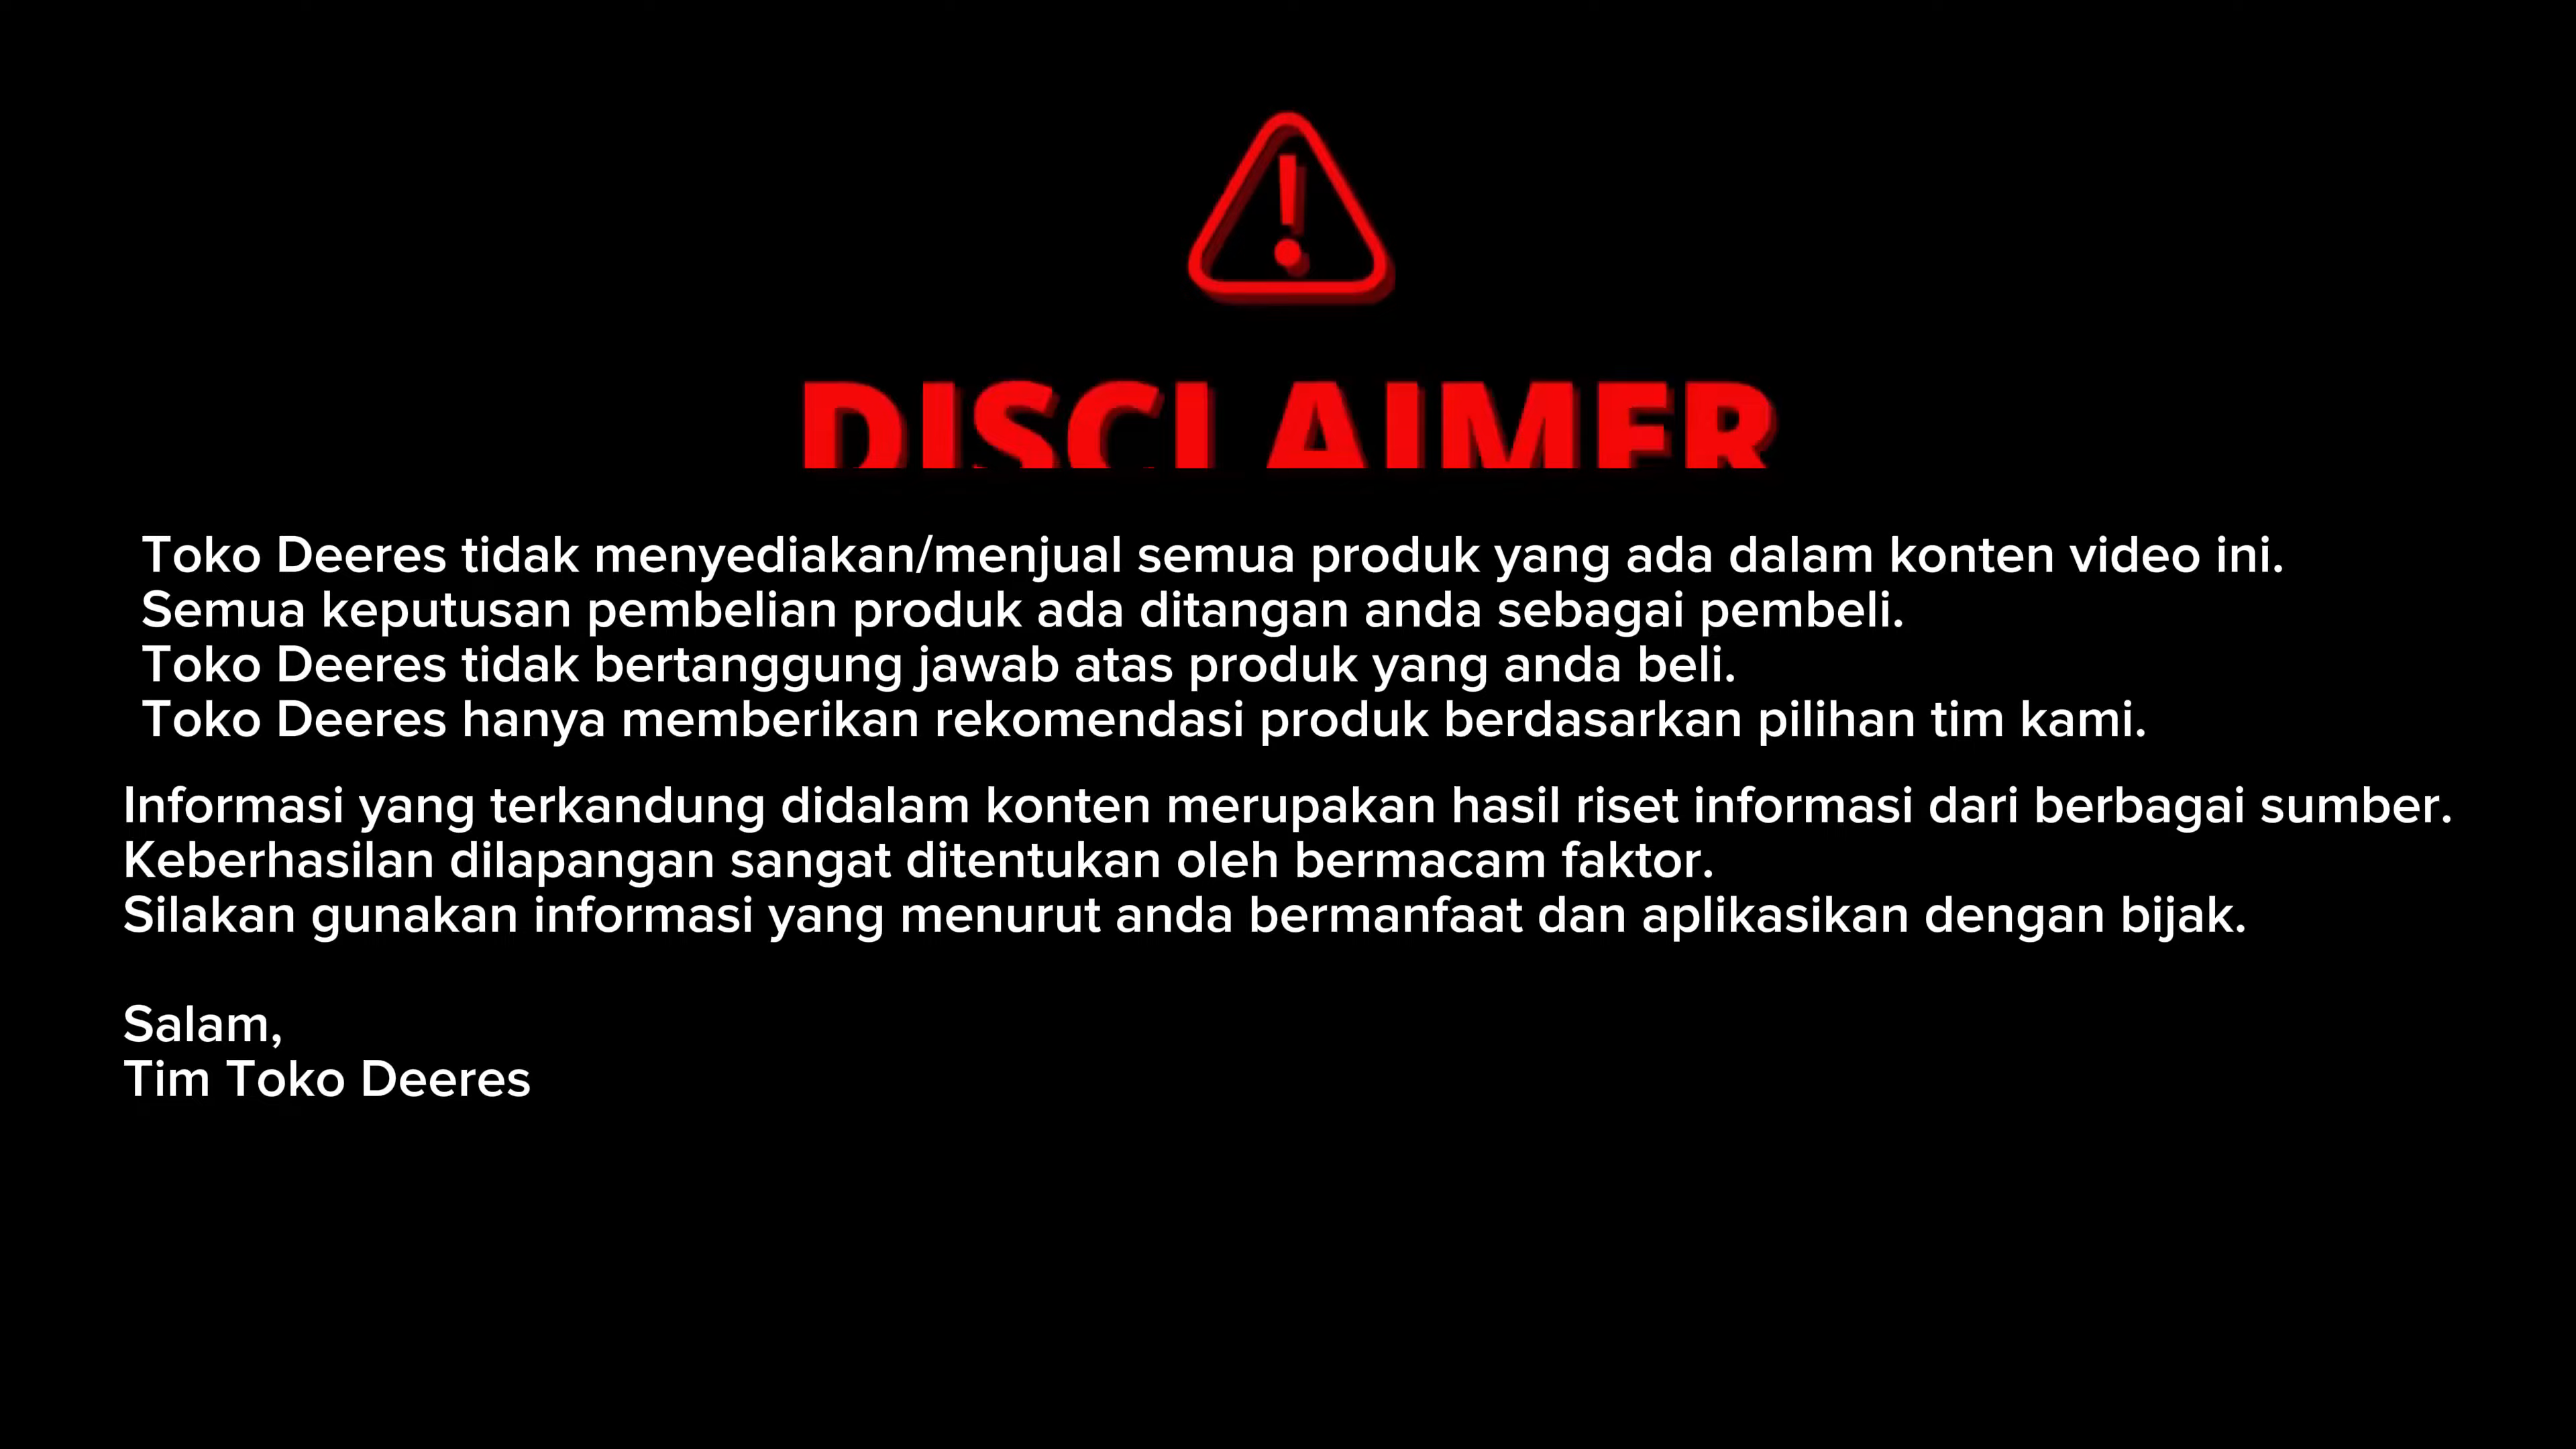 DISCLAIMER
Toko Deeres tidak menyediakan/menjual semua produk yang ada dalam konten video ini.
Semua keputusan pembelian produk ada ditangan anda sebagai pembeli.
Toko Deeres tidak bertanggung jawab atas produk yang anda beli.
Toko Deeres hanya memberikan rekomendasi produk berdasarkan pilihan tim kami.
Informasi yang terkandung didalam konten merupakan hasil riset informasi dari berbagai sumber.
Keberhasilan dilapangan sangat ditentukan oleh bermacam faktor.
Silakan gunakan informasi yang menurut anda bermanfaat dan aplikasikan dengan bijak.
Salam,
Tim Toko Deeres